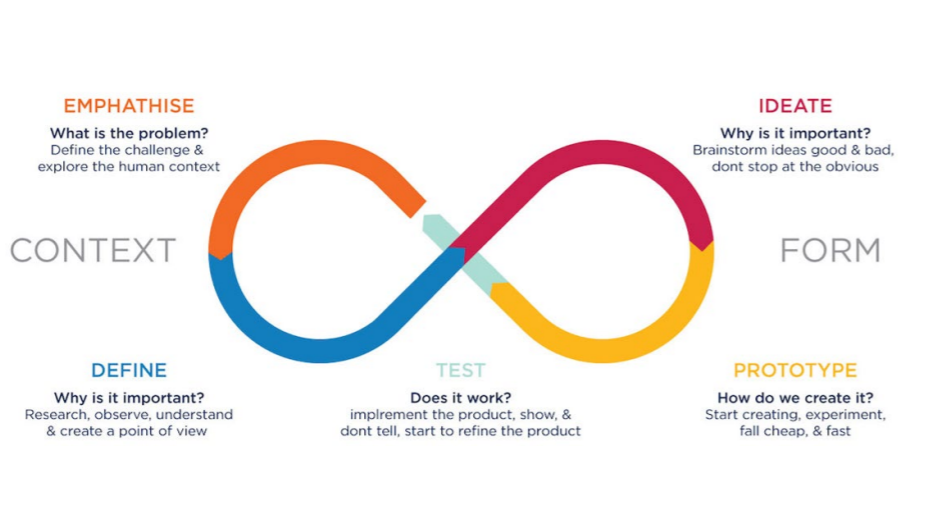 EMPHATHISE
What is the problem?
Define the challenge &
explore the human context
IDEATE
Why is it important?
Brainstorm ideas good & bad,
dont stop at the obvious
CONTEXT
FORM
DEFINE
Why is it important?
Research, observe, understand
& create a point of view
TEST
Does it work?
implrement the product, show, &
dont tell, start to refine the product
PROTOTYPE
How do we create it?
Start creating, experiment,
fall cheap, & fast